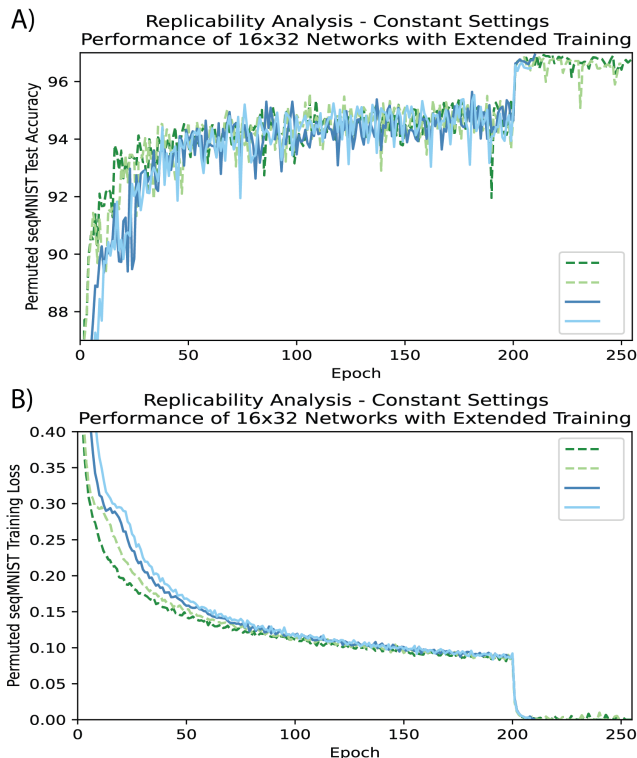 A)
Replicability Analysis - Constant Settings
Performance of 16x32 Networks with Extended Training
Permuted seqMNIST Test Accuracy
96
94
92
90
88
0 50 100 150 200 250
Epoch
B)
Replicability Analysis - Constant Settings
Performance of 16x32 Networks with Extended Training
Permuted seqMNIST Training Loss
0.40
0.35
0.30
0.25
0.20
0.15
0.10
0.05
0.00
0 50 100 150 200 250
Epoch